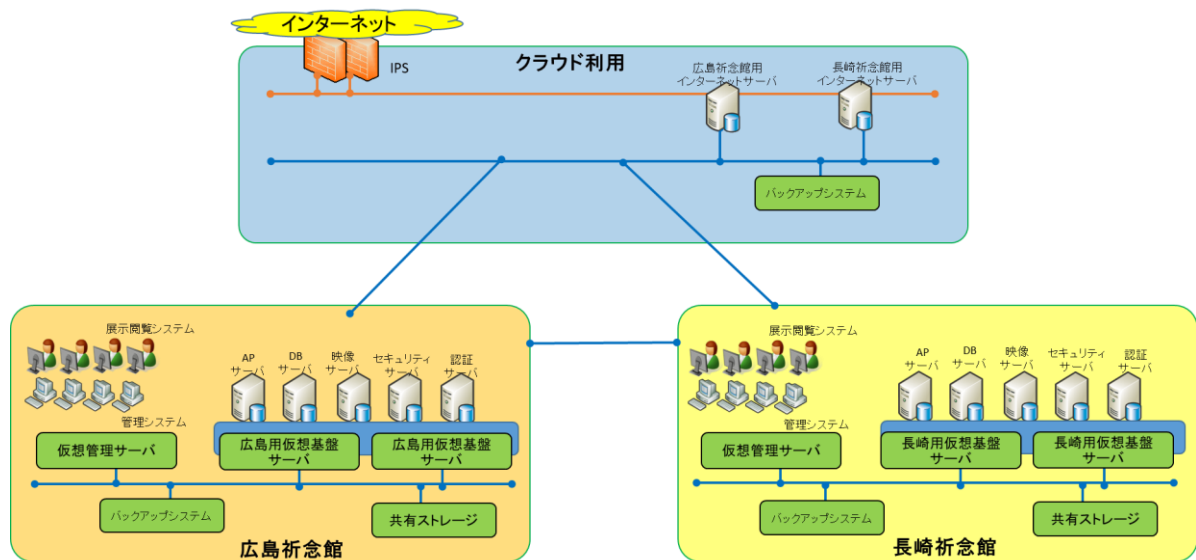 インターネット
クラウド利用
IPS
広島祈念館用
インターネットサーバ
長崎祈念館用
インターネットサーバ
バックアップシステム
展示閲覧システム
AP
サーバ
DB
サーバ
映像
サーバ
セキュリティ
サーバ
認証
サーバ
管理システム
仮想管理サーバ
広島用仮想基盤
サーバ
広島用仮想基盤
サーバ
バックアップシステム
共有ストレージ
広島祈念館
展示閲覧システム
AP
サーバ
DB
サーバ
映像
サーバ
セキュリティ
サーバ
認証
サーバ
管理システム
仮想管理サーバ
長崎用仮想基盤
サーバ
長崎用仮想基盤
サーバ
バックアップシステム
共有ストレージ
長崎祈念館